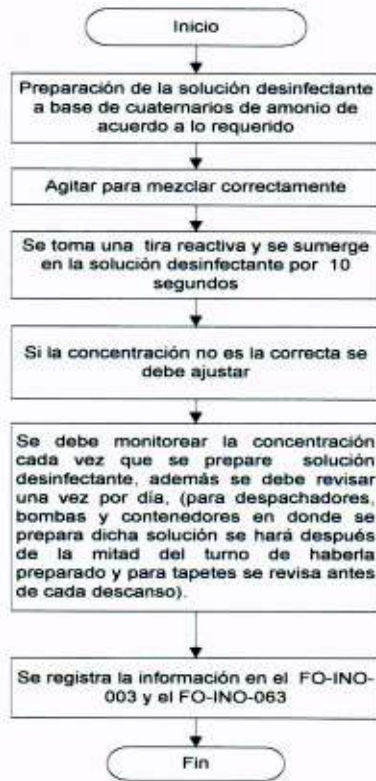 Inicio
Preparación de la solución desinfectante
a base de cuaternarios de amonio de
acuerdo a lo requerido
Agitar para mezclar correctamente
Se toma una tira reactiva y se sumerge
en la solución desinfectante por 10
segundos
Si la concentración no es la correcta se
debe ajustar
Se debe monitorear la concentración
cada vez que se prepare solución
desinfectante, además se debe revisar
una vez por día, (para despachadores,
bombas y contenedores en donde se
prepara dicha solución se hará después
de la mitad del turno de haberla
preparado y para tapetes se revisa antes
de cada descanso).
Se registra la información en el FO-INO-
003 y el FO-INO-063
Fin